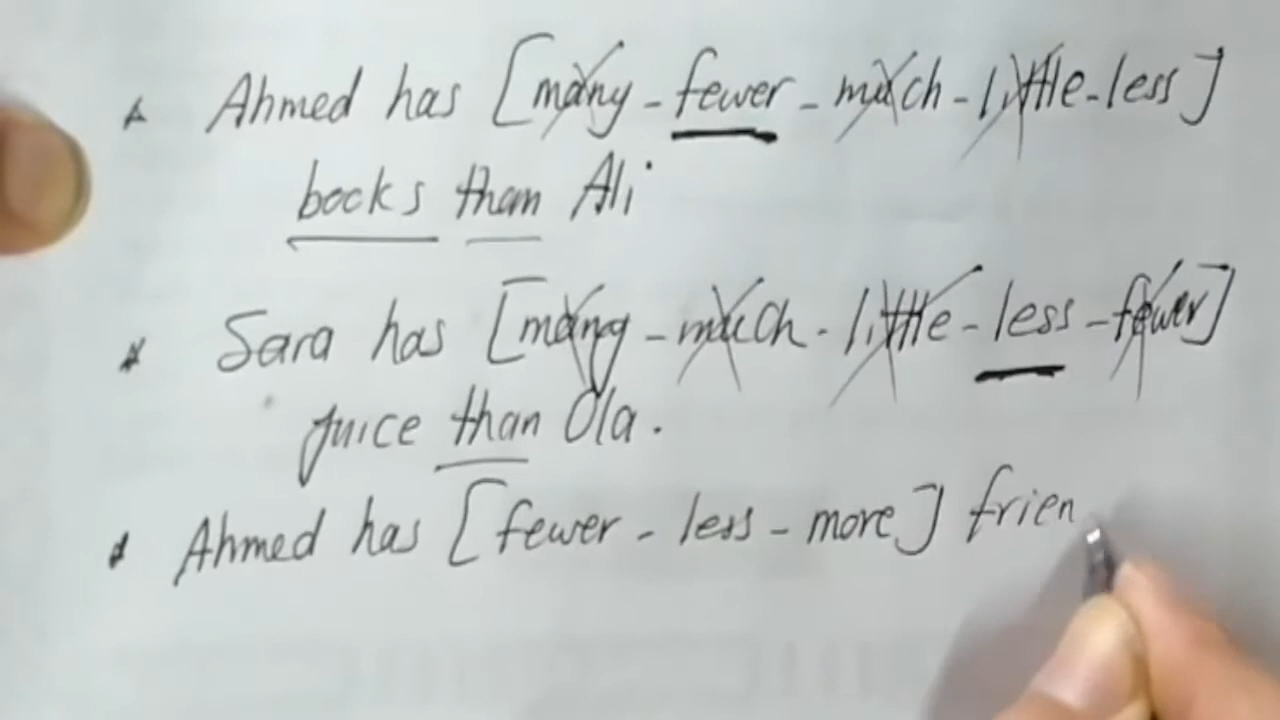 Ahmed has [many - fewer - much - little - less]
books than Ali
Sara has [many - much - little - less - fewer]
juice than Ola.
Ahmed has [fewer - less - more] frien